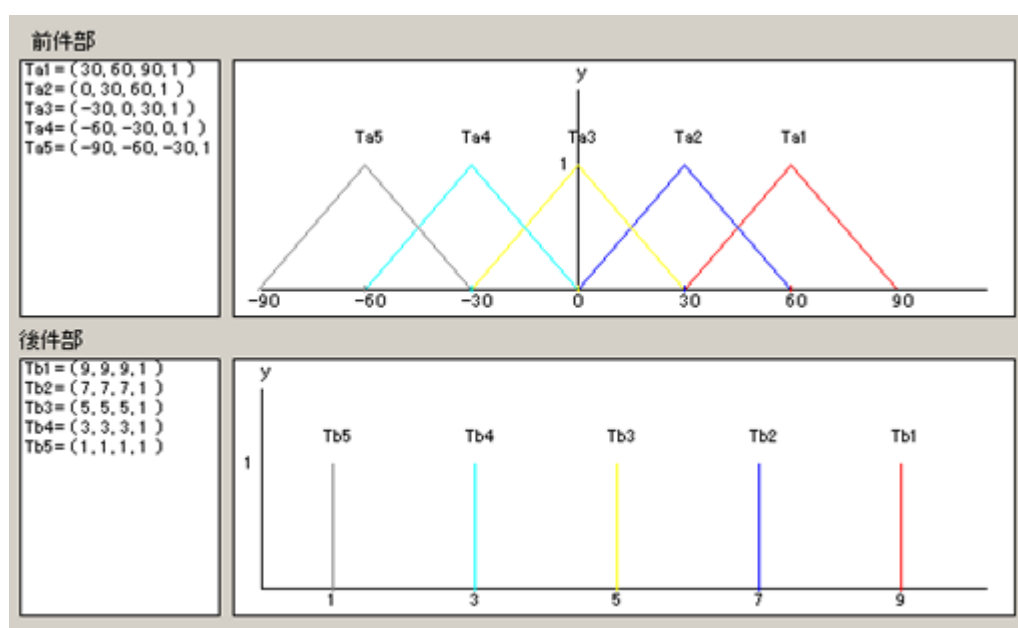 前件部
Ta1=(30,60,90,1 )
Ta2=(0,30,60,1 )
Ta3=(-30,0,30,1 )
Ta4=(-60,-30,0,1 )
Ta5=(-90,-60,-30,1
y
Ta5 Ta4 Ta3 Ta2 Ta1
1
-90 -60 -30 0 30 60 90
後件部
Tb1=(9,9,9,1 )
Tb2=(7,7,7,1 )
Tb3=(5,5,5,1 )
Tb4=(3,3,3,1 )
Tb5=(1,1,1,1 )
y
Tb5 Tb4 Tb3 Tb2 Tb1
1
1 3 5 7 9